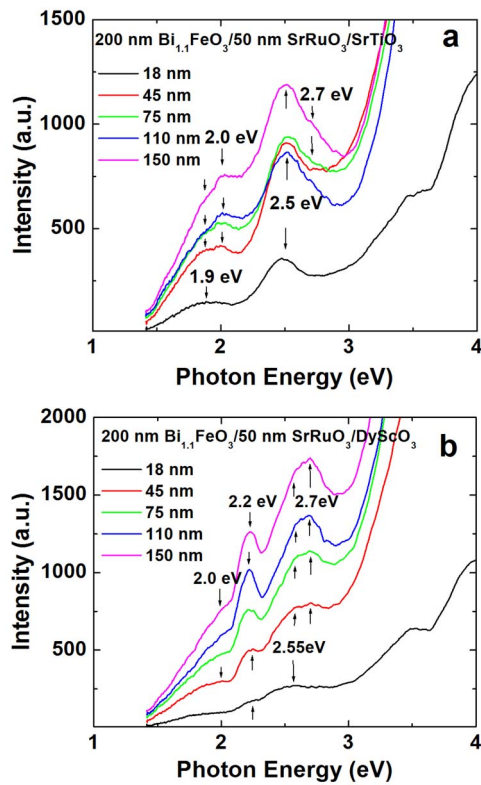 200 nm Bi1.1FeO3/50 nm SrRuO3/SrTiO3
a
18 nm
45 nm
75 nm
110 nm
150 nm
2.0 eV
2.7 eV
2.5 eV
1.9 eV
1500
1000
500
0
Intensity (a.u.)
1 2 3 4
Photon Energy (eV)
200 nm Bi1.1FeO3/50 nm SrRuO3/DyScO3
b
18 nm
45 nm
75 nm
110 nm
150 nm
2.2 eV
2.7eV
2.0 eV
2.55eV
2000
1500
1000
500
0
Intensity (a.u.)
1 2 3 4
Photon Energy (eV)